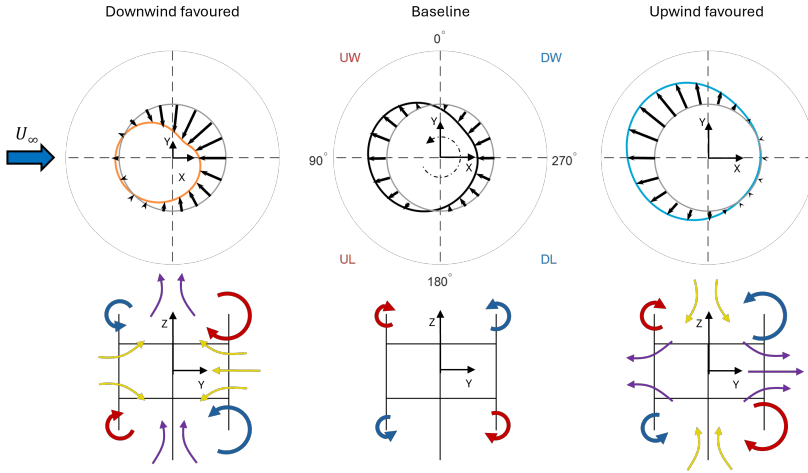 Downwind favoured
Baseline
Upwind favoured
0°
UW
DW
U∞
Y
X
Y
X
Y
X
90°
270°
UL
DL
180°
Z
Y
Z
Y
Z
Y